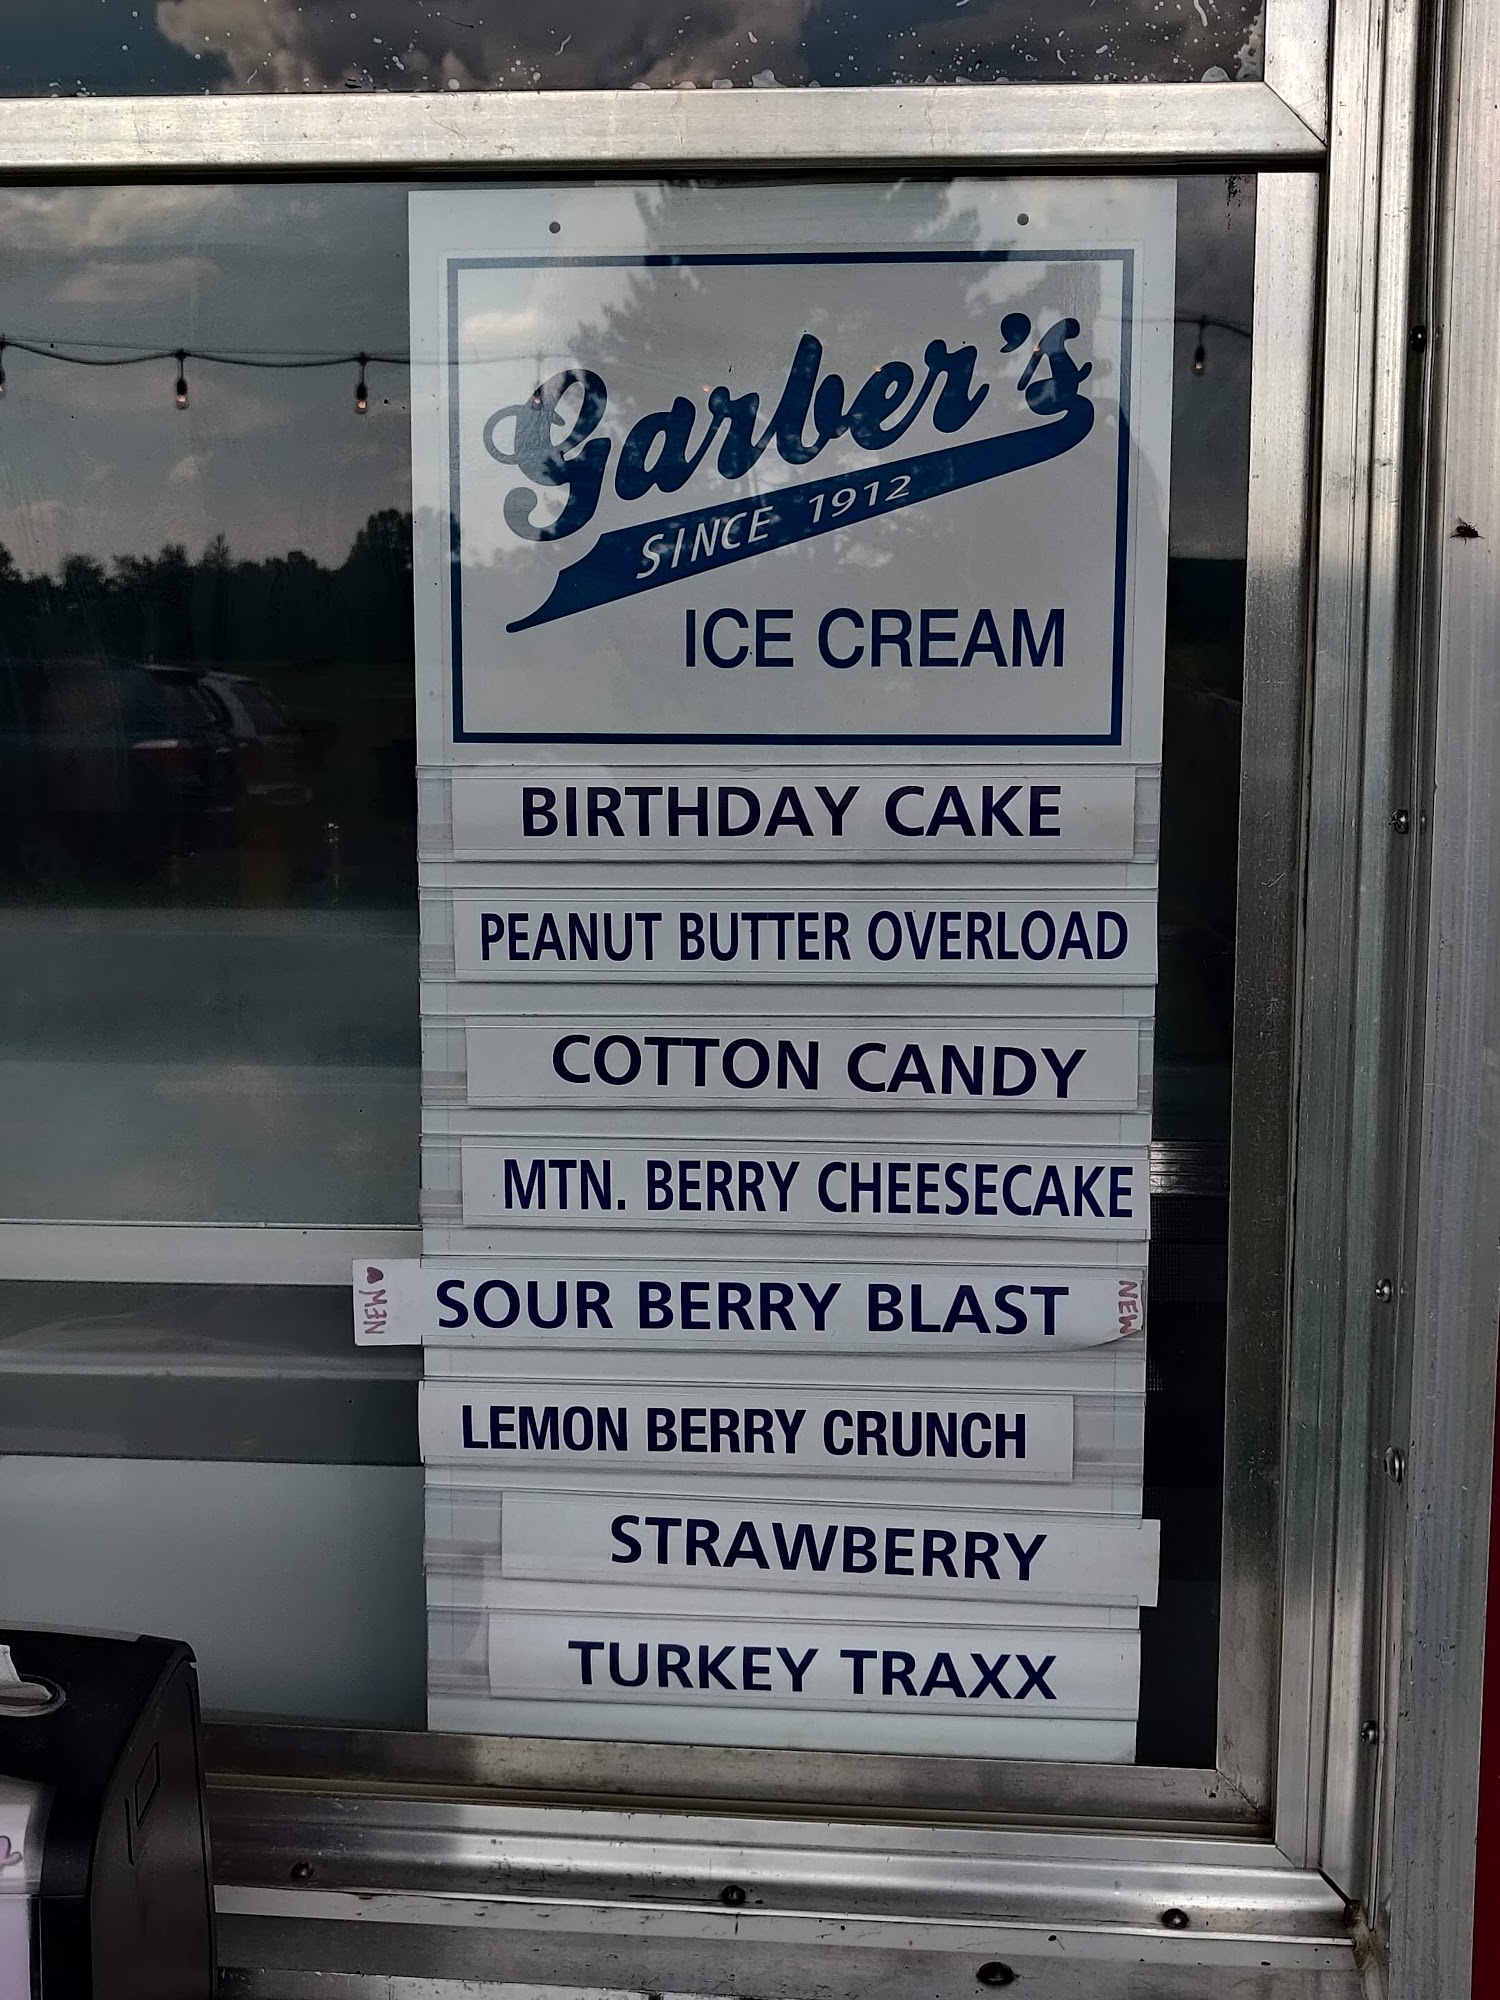 Garber's
SINCE 1912
ICE CREAM
BIRTHDAY CAKE
PEANUT BUTTER OVERLOAD
COTTON CANDY
MTN. BERRY CHEESECAKE
NEW SOUR BERRY BLAST NEW
LEMON BERRY CRUNCH
STRAWBERRY
TURKEY TRAXX